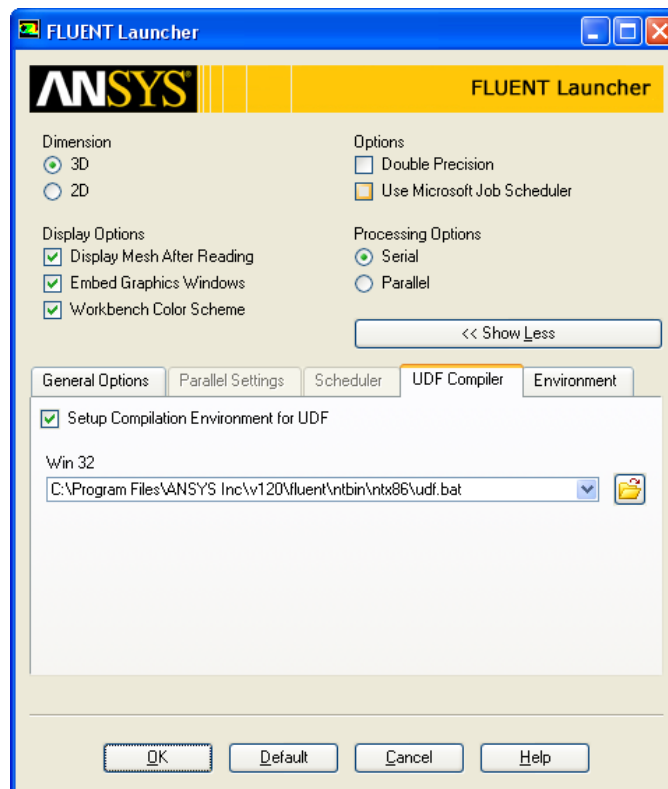 FLUENT Launcher
ANSYS®
FLUENT Launcher
Dimension
3D
2D
Options
Double Precision
Use Microsoft Job Scheduler
Display Options
Display Mesh After Reading
Embed Graphics Windows
Workbench Color Scheme
Processing Options
Serial
Parallel
<< Show Less
General Options Parallel Settings Scheduler UDF Compiler Environment
Setup Compilation Environment for UDF
Win 32
C:\Program Files\ANSYS Inc\v120\fluent\ntbin\ntx86\udf.bat
OK Default Cancel Help